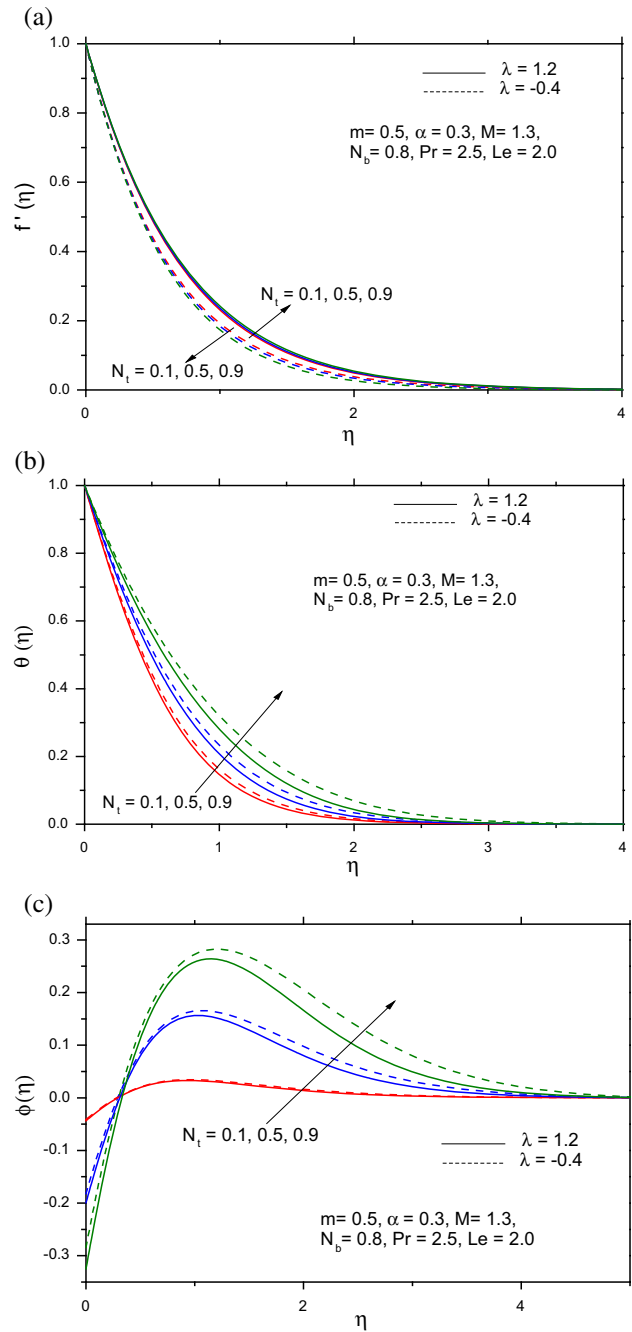 (a)
1.0
0.8
0.6
0.4
0.2
0.0
f ' (η)
λ = 1.2
λ = -0.4
m= 0.5, α = 0.3, M= 1.3,
N_b= 0.8, Pr = 2.5, Le = 2.0
N_t = 0.1, 0.5, 0.9
N_t = 0.1, 0.5, 0.9
0 2 4
η
(b)
1.0
0.8
0.6
0.4
0.2
0.0
θ (η)
λ = 1.2
λ = -0.4
m= 0.5, α = 0.3, M= 1.3,
N_b= 0.8, Pr = 2.5, Le = 2.0
N_t = 0.1, 0.5, 0.9
0 1 2 3 4
η
(c)
0.3
0.2
0.1
0.0
-0.1
-0.2
-0.3
ϕ(η)
N_t = 0.1, 0.5, 0.9
λ = 1.2
λ = -0.4
m= 0.5, α = 0.3, M= 1.3,
N_b= 0.8, Pr = 2.5, Le = 2.0
0 2 4
η